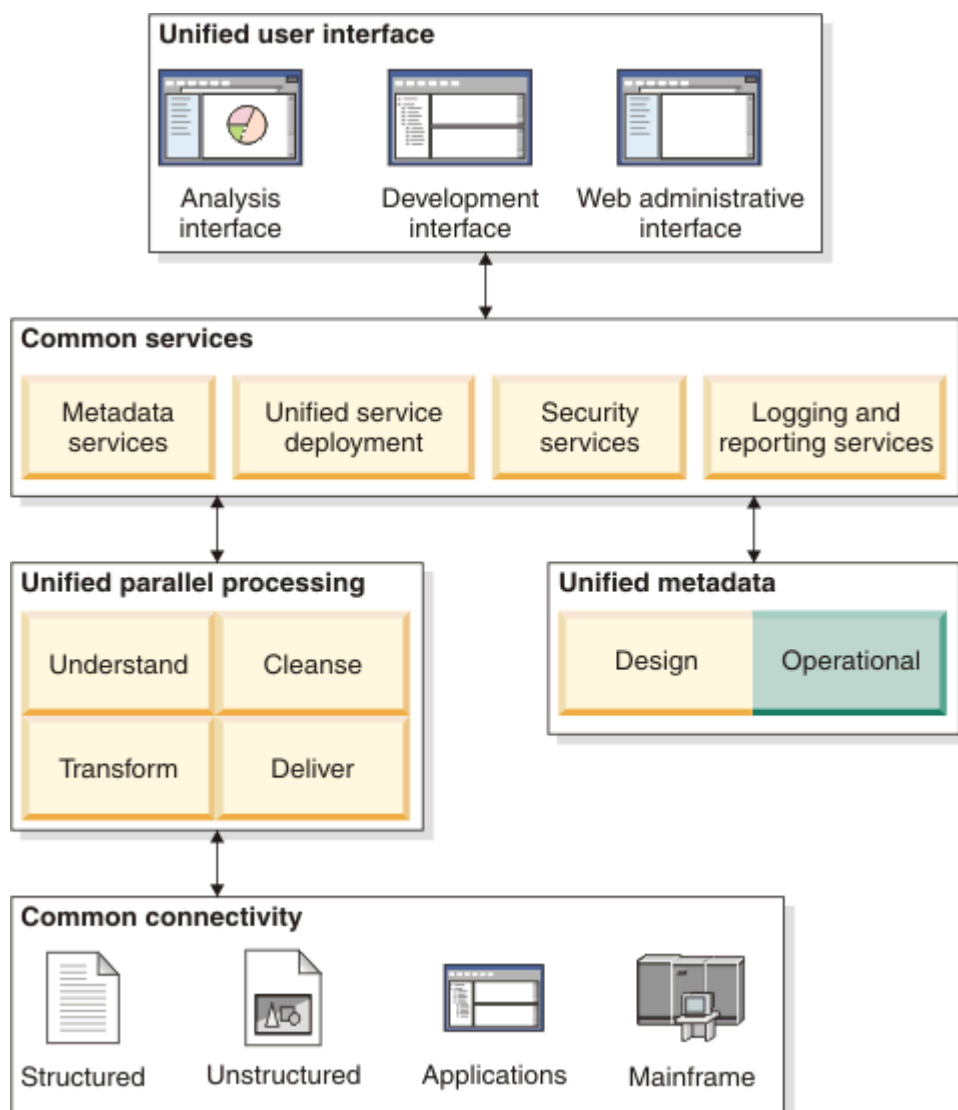 Unified user interface
Analysis
interface
Development
interface
Web administrative
interface
Common services
Metadata
services
Unified service
deployment
Security
services
Logging and
reporting services
Unified parallel processing
Understand
Cleanse
Transform
Deliver
Unified metadata
Design
Operational
Common connectivity
Structured
Unstructured
Applications
Mainframe